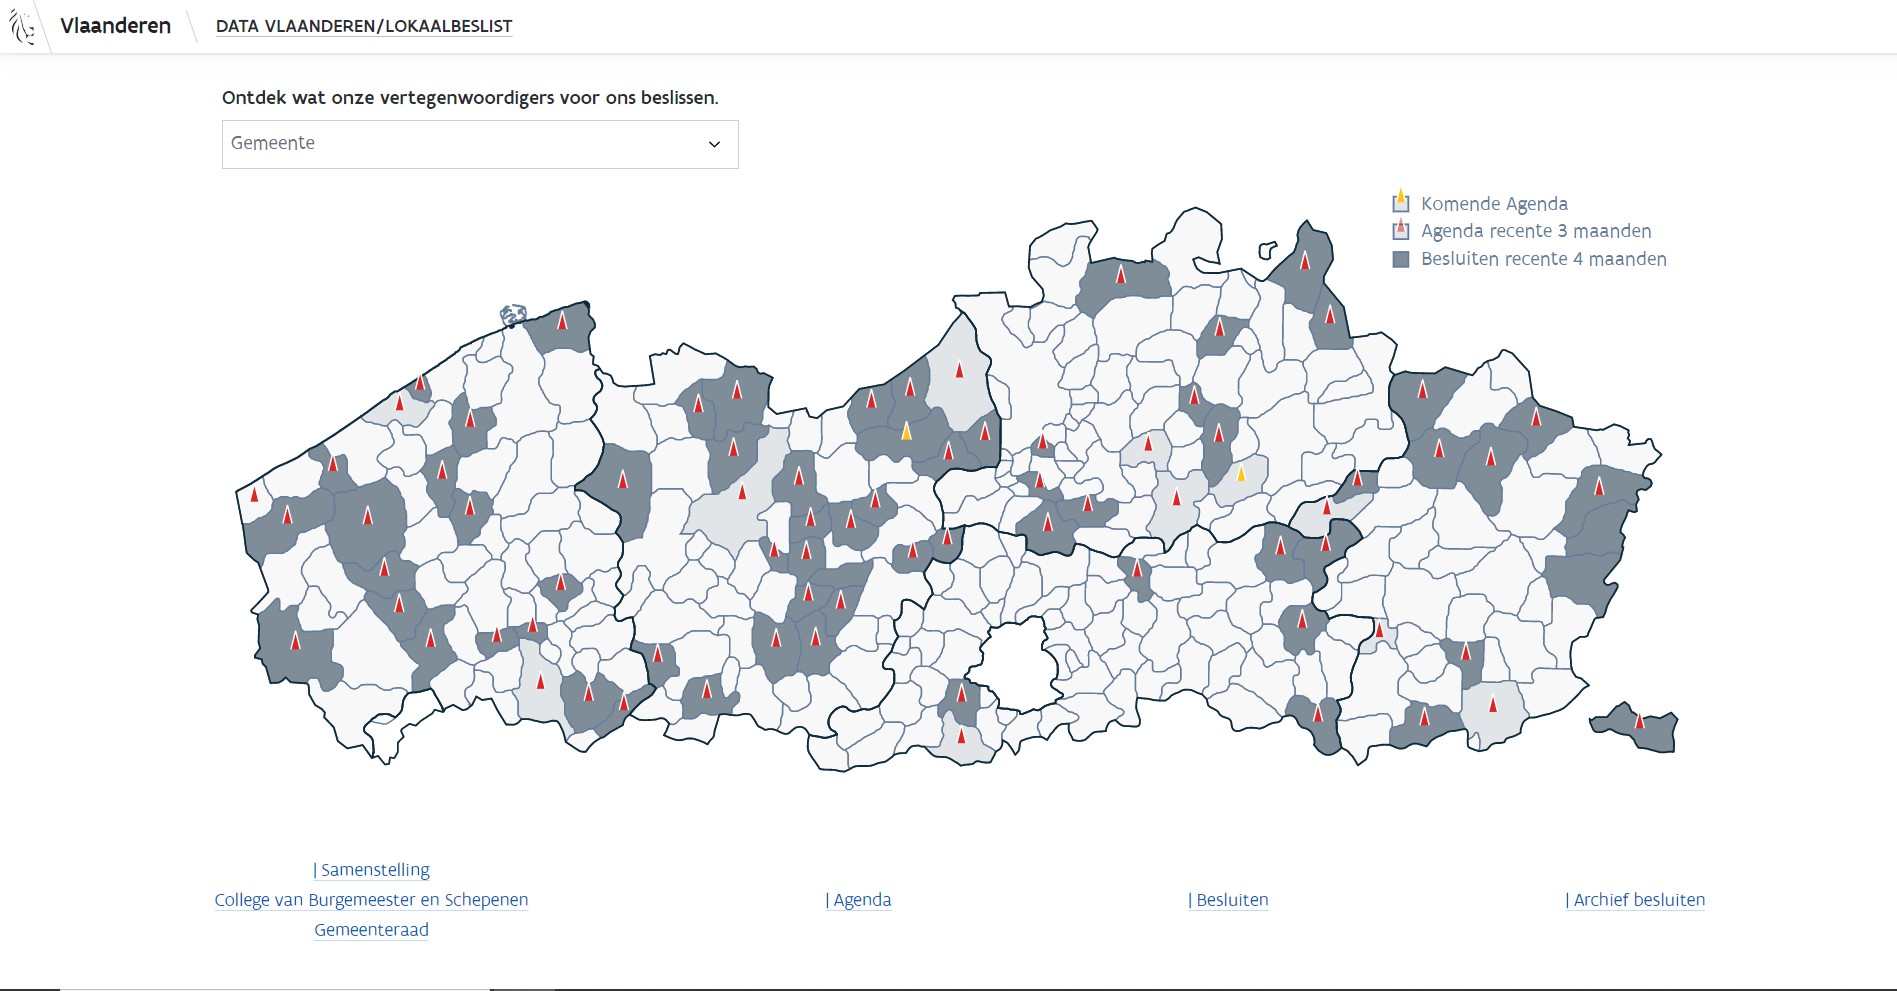 Vlaanderen
DATA VLAANDEREN/LOKAALBESLIST
Ontdek wat onze vertegenwoordigers voor ons beslissen.
Gemeente
Komende Agenda
Agenda recente 3 maanden
Besluiten recente 4 maanden
| Samenstelling
College van Burgemeester en Schepenen
Gemeenteraad
| Agenda
| Besluiten
| Archief besluiten